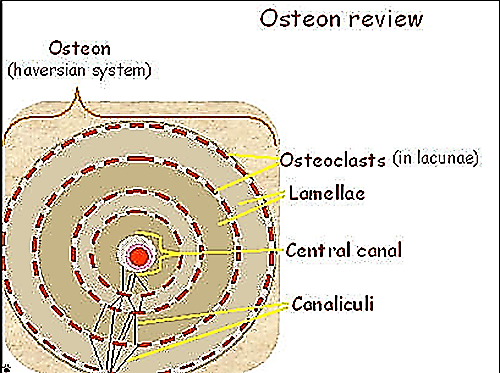 Osteon review
Osteon
(haversian system)
Osteoclasts (in lacunae)
Lamellae
Central canal
Canaliculi